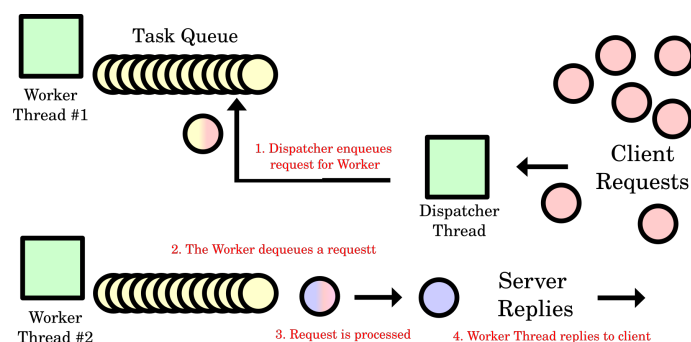 Task Queue
Worker
Thread #1
1. Dispatcher enqueues
request for Worker
Client
Requests
Dispatcher
Thread
2. The Worker dequeues a requestt
Server
Replies
Worker
Thread #2
3. Request is processed
4. Worker Thread replies to client